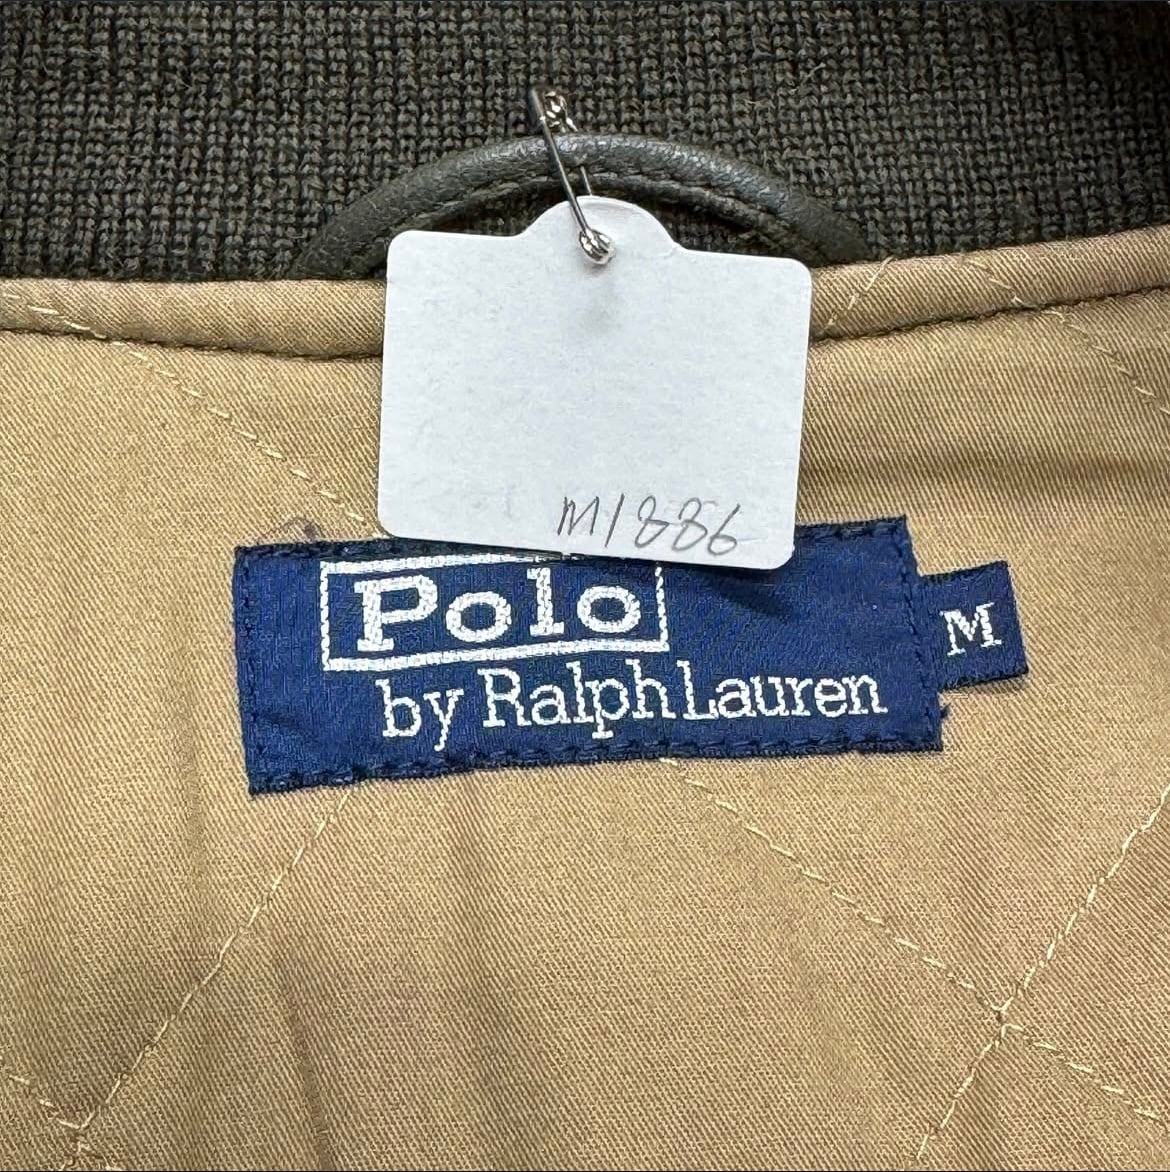 M1886
Polo
by Ralph Lauren
M